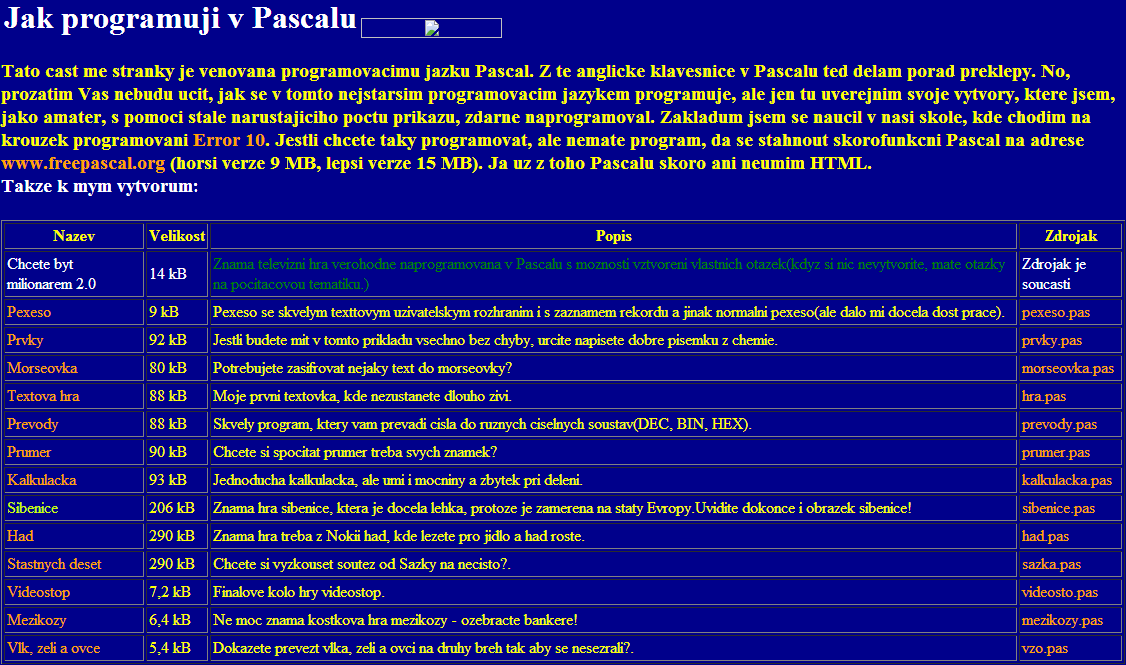 Jak programuji v Pascalu
Tato cast me stranky je venovana programovacimu jazku Pascal. Z te anglicke klavesnice v Pascalu ted delam porad preklepy. No,
prozatim Vas nebudu ucit, jak se v tomto nejstarsim programovacim jazykem programuje, ale jen tu uverejnim svoje vytvory, ktere jsem,
jako amater, s pomoci stale narustajiciho poctu prikazu, zdarne naprogramoval. Zakladum jsem se naucil v nasi skole, kde chodim na
krouzek programovani Error 10. Jestli chcete taky programovat, ale nemate program, da se stahnout skorofunkcni Pascal na adrese
www.freepascal.org (horsi verze 9 MB, lepsi verze 15 MB). Ja uz z toho Pascalu skoro ani neumim HTML.
Takze k mym vytvorum:
Nazev Velikost Popis Zdrojak
Chcete byt milionarem 2.0 14 kB Znama televizni hra verohodne naprogramovana v Pascalu s moznosti vztvoreni vlastnich otazek(kdyz si nic nevytvorite, mate otazky na pocitacovou tematiku.) Zdrojak je soucasti
Pexeso 9 kB Pexeso se skvelym texttovym uzivatelskym rozhranim i s zaznamem rekordu a jinak normalni pexeso(ale dalo mi docela dost prace). pexeso.pas
Prvky 92 kB Jestli budete mit v tomto prikladu vsechno bez chyby, urcite napisete dobre pisemku z chemie. prvky.pas
Morseovka 80 kB Potrebujete zasifrovat nejaky text do morseovky? morseovka.pas
Textova hra 88 kB Moje prvni textovka, kde nezustanete dlouho zivi. hra.pas
Prevody 88 kB Skvely program, ktery vam prevadi cisla do ruznych ciselnych soustav(DEC, BIN, HEX). prevody.pas
Prumer 90 kB Chcete si spocitat prumer treba svych znamek? prumer.pas
Kalkulacka 93 kB Jednoducha kalkulacka, ale umi i mocniny a zbytek pri deleni. kalkulacka.pas
Sibenice 206 kB Znama hra sibenice, ktera je docela lehka, protoze je zamerena na staty Evropy.Uvidite dokonce i obrazek sibenice! sibenice.pas
Had 290 kB Znama hra treba z Nokii had, kde lezete pro jidlo a had roste. had.pas
Stastnych deset 290 kB Chcete si vyzkouset soutez od Sazky na necisto?. sazka.pas
Videostop 7,2 kB Finalove kolo hry videostop. videosto.pas
Mezikozy 6,4 kB Ne moc znama kostkova hra mezikozy - ozebracte bankere! mezikozy.pas
Vlk, zeli a ovce 5,4 kB Dokazete prevezt vlka, zeli a ovci na druhy breh tak aby se nesezrali?. vzo.pas